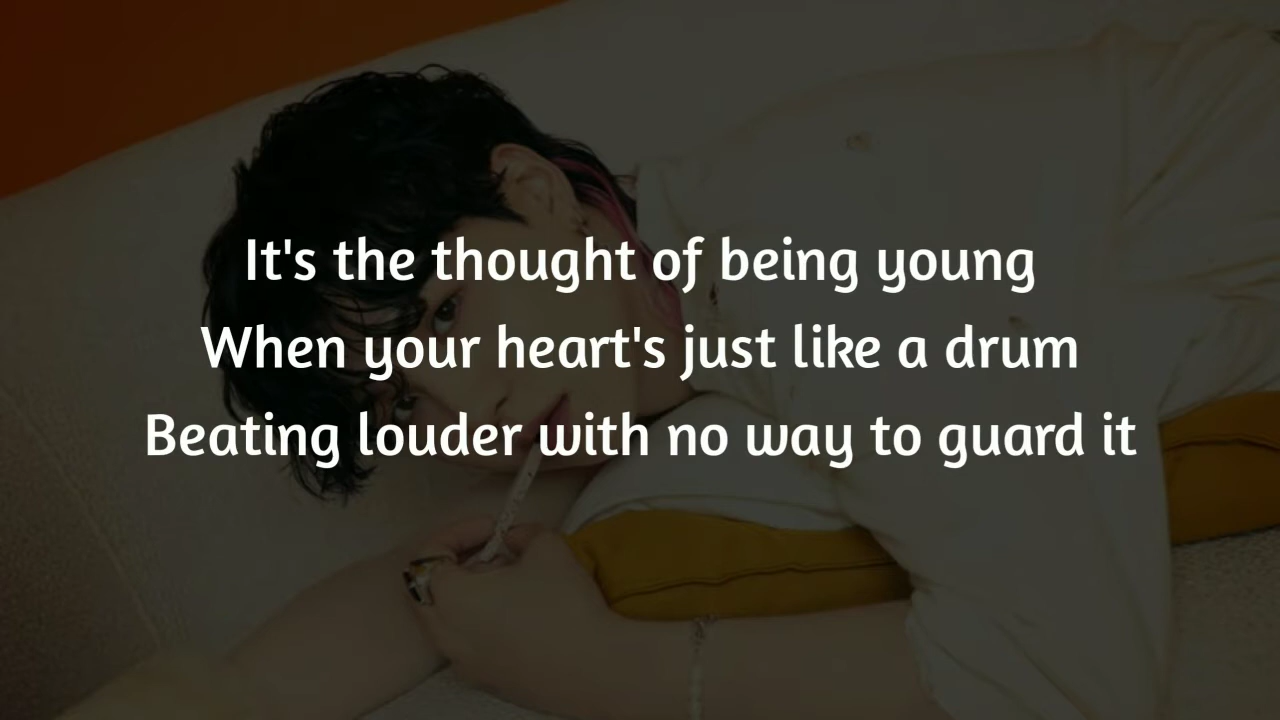 It's the thought of being young
When your heart's just like a drum
Beating louder with no way to guard it